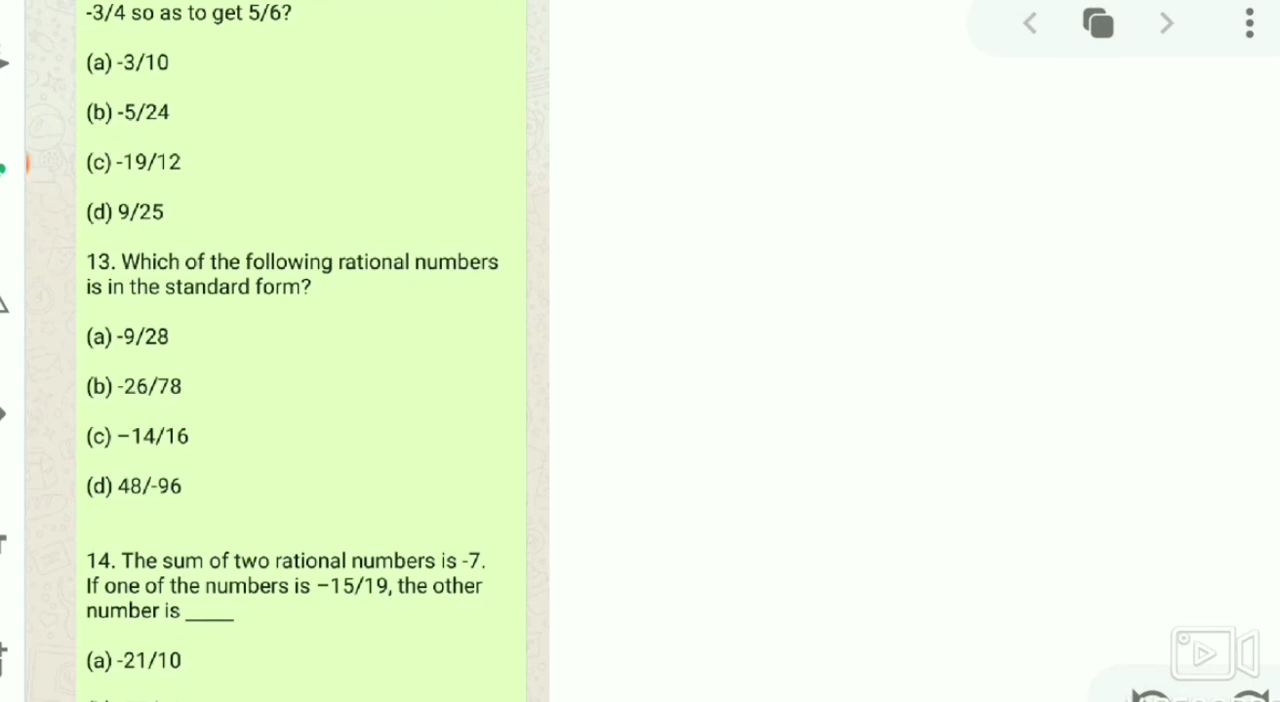 -3/4 so as to get 5/6?
(a) -3/10
(b) -5/24
(c) -19/12
(d) 9/25
13. Which of the following rational numbers
is in the standard form?
(a) -9/28
(b) -26/78
(c) −14/16
(d) 48/-96
14. The sum of two rational numbers is -7.
If one of the numbers is −15/19, the other
number is _____
(a) -21/10